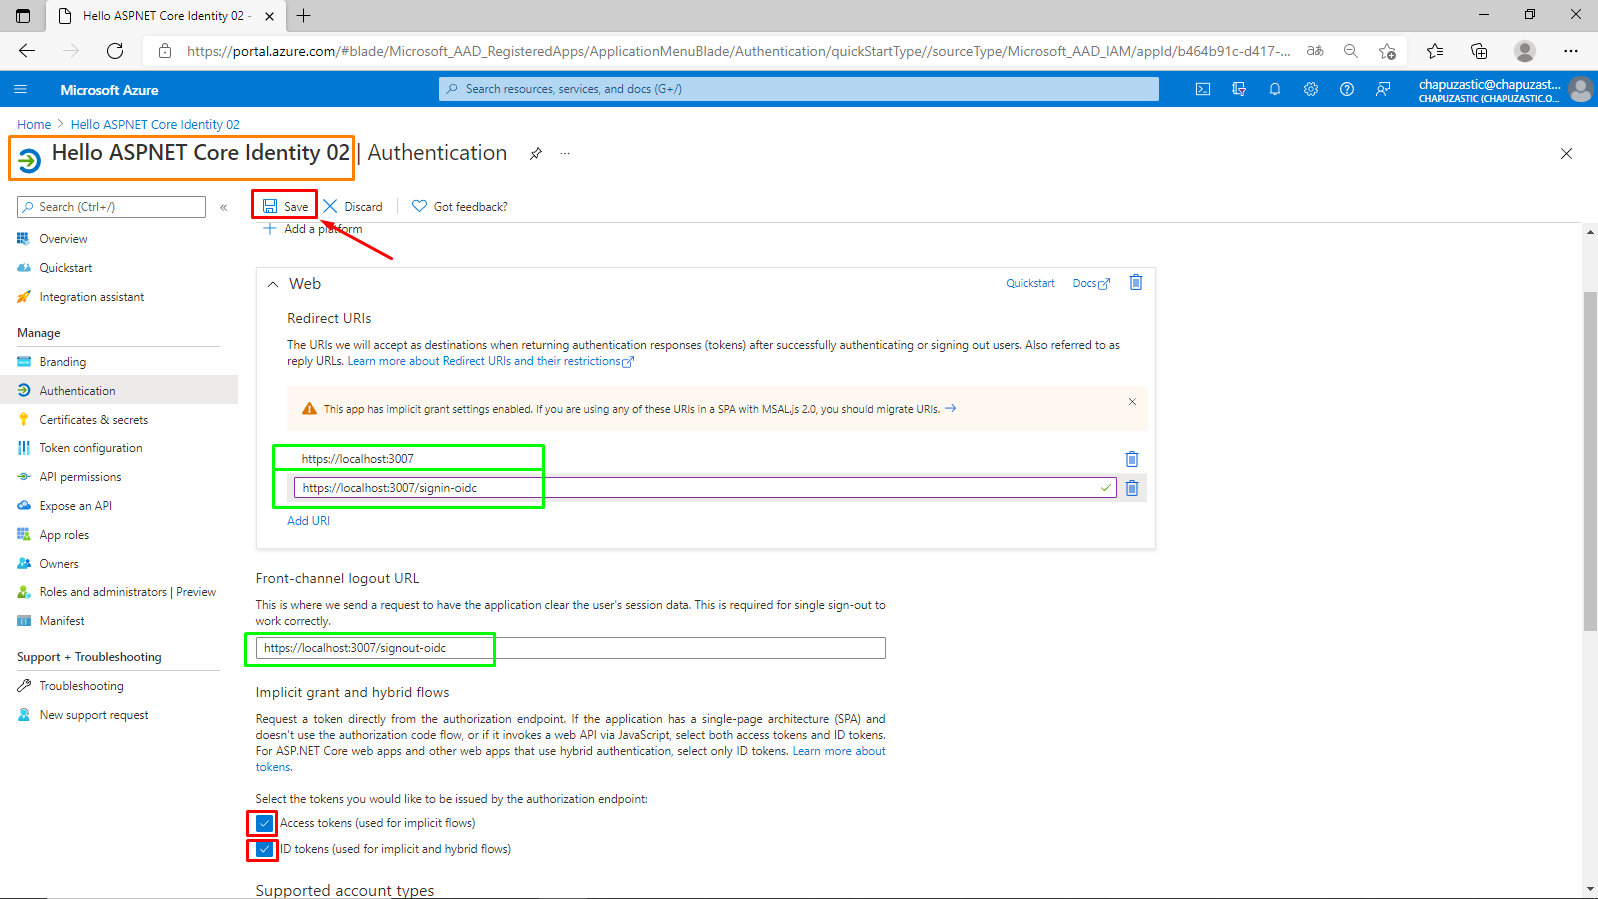 Hello ASPNET Core Identity 02 -
https://portal.azure.com/#blade/Microsoft_AAD_RegisteredApps/ApplicationMenuBlade/Authentication/quickStartType//sourceType/Microsoft_AAD_IAM/appId/b464b91c-d417-...
aあ
Microsoft Azure
Search resources, services, and docs (G+/)
chapuzastic@chapuzast...
CHAPUZASTIC (CHAPUZASTIC.O...
Home > Hello ASPNET Core Identity 02
Hello ASPNET Core Identity 02 | Authentication
Search (Ctrl+/)
Save
Discard
Got feedback?
Add a platform
Overview
Quickstart
Integration assistant
Manage
Branding
Authentication
Certificates & secrets
Token configuration
API permissions
Expose an API
App roles
Owners
Roles and administrators | Preview
Manifest
Support + Troubleshooting
Troubleshooting
New support request
Web
Quickstart
Docs
Redirect URIs
The URIs we will accept as destinations when returning authentication responses (tokens) after successfully authenticating or signing out users. Also referred to as
reply URLs. Learn more about Redirect URIs and their restrictions
This app has implicit grant settings enabled. If you are using any of these URIs in a SPA with MSAL.js 2.0, you should migrate URIs.
https://localhost:3007
https://localhost:3007/signin-oidc
Add URI
Front-channel logout URL
This is where we send a request to have the application clear the user's session data. This is required for single sign-out to
work correctly.
https://localhost:3007/signout-oidc
Implicit grant and hybrid flows
Request a token directly from the authorization endpoint. If the application has a single-page architecture (SPA) and
doesn't use the authorization code flow, or if it invokes a web API via JavaScript, select both access tokens and ID tokens.
For ASP.NET Core web apps and other web apps that use hybrid authentication, select only ID tokens. Learn more about
tokens.
Select the tokens you would like to be issued by the authorization endpoint:
Access tokens (used for implicit flows)
ID tokens (used for implicit and hybrid flows)
Supported account types